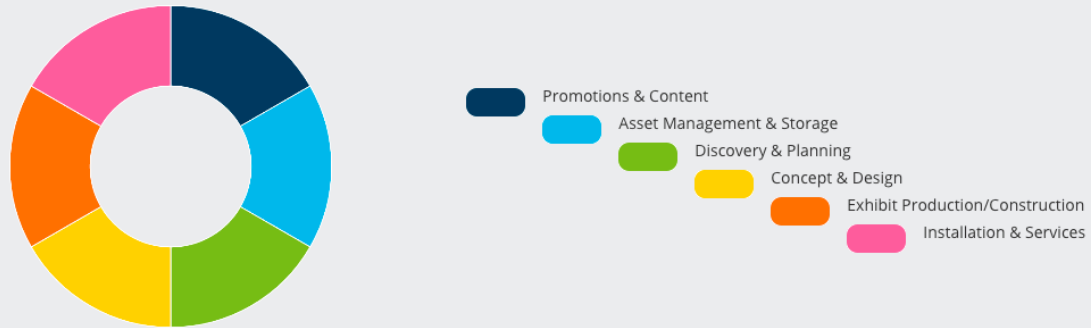 Promotions & Content
Asset Management & Storage
Discovery & Planning
Concept & Design
Exhibit Production/Construction
Installation & Services